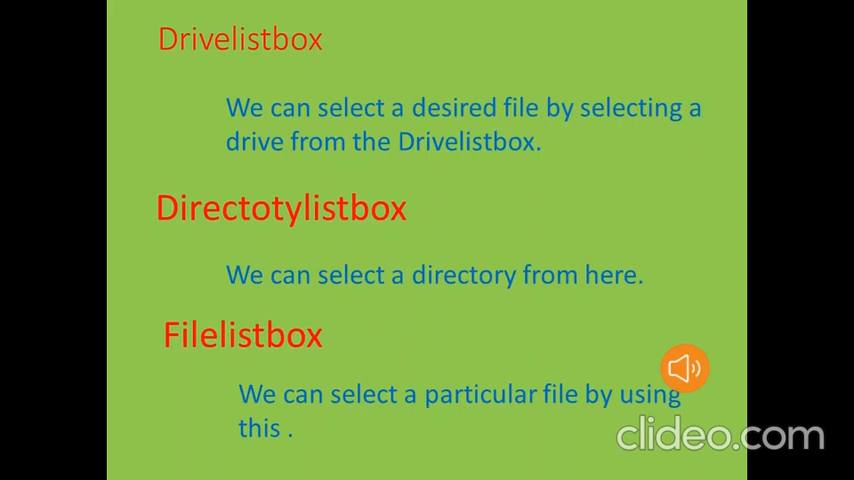 Drivelistbox
We can select a desired file by selecting a
drive from the Drivelistbox.
Directotylistbox
We can select a directory from here.
Filelistbox
We can select a particular file by using
this .
clideo.com